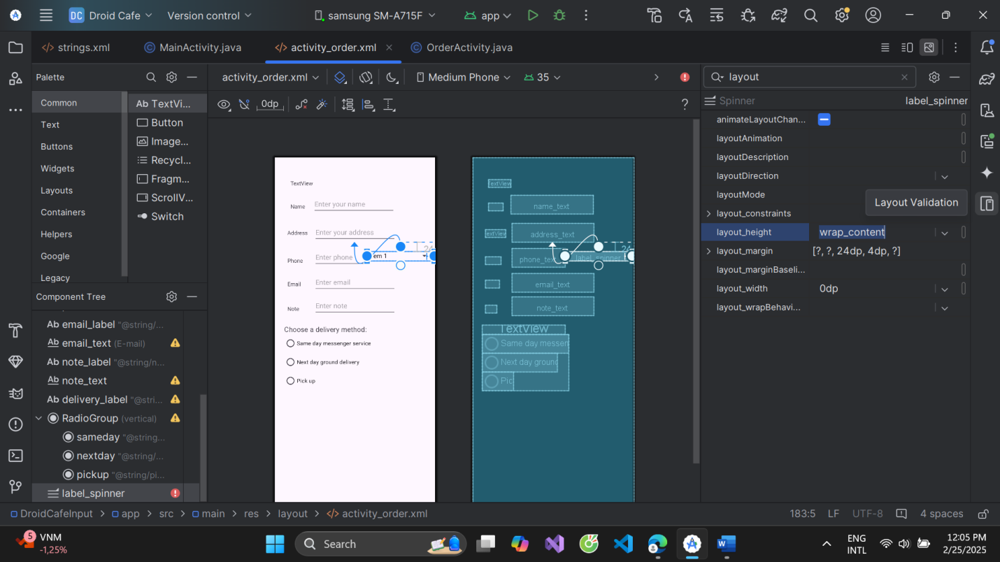 DC Droid Cafe Version control samsung SM-A715F app
strings.xml MainActivity.java activity_order.xml OrderActivity.java
Palette
Common
Text
Buttons
Widgets
Layouts
Containers
Helpers
Google
Legacy
Ab TextVi...
Button
Image...
Recycl...
Fragm...
ScrollV...
Switch
Component Tree
Ab email_label "@string/...
Ab email_text (E-mail)
Ab note_label "@string/n...
Ab note_text
Ab delivery_label "@stri...
RadioGroup (vertical)
sameday "@string...
nextday "@string/...
pickup "@string/pi...
label_spinner
activity_order.xml Medium Phone 35
0dp ?
TextView
Name Enter your name
Address Enter your address
Phone Enter phone
em 1
24
Email Enter email
Note Enter note
Choose a delivery method:
Same day messenger service
Next day ground delivery
Pick up
TextView
name_text
TextView address_text
24
phone_text label_spinner
email_text
note_text
TextView
Same day messen
Next day ground
Pic
layout
Spinner label_spinner
animateLayoutChan...
layoutAnimation
layoutDescription
layoutDirection
layoutMode
Layout Validation
layout_constraints
layout_height wrap_content
layout_margin [?, ?, 24dp, 4dp, ?]
layout_marginBaseli...
layout_width 0dp
layout_wrapBehavi...
DroidCafeInput > app > src > main > res > layout > activity_order.xml 183:5 LF UTF-8 4 spaces
5 VNM
-1,25%
Search
ENG
INTL
12:05 PM
2/25/2025